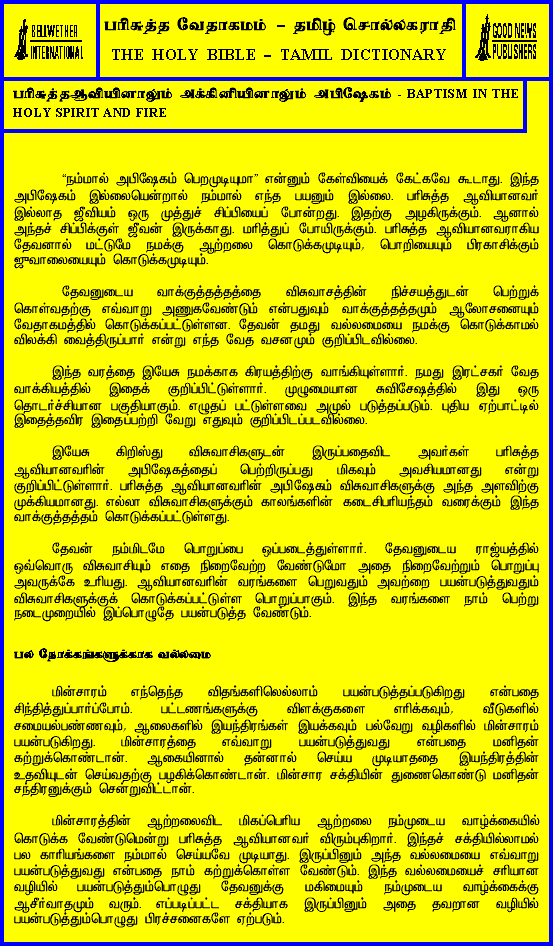 BELLWETHER
INTERNATIONAL
பரிசுத்த வேதாகமம் – தமிழ் சொல்லகராதி
THE HOLY BIBLE – TAMIL DICTIONARY
GOOD NEWS
PUBLISHERS
பரிசுத்தஆவியினாலும் அக்கினியினாலும் அபிஷேகம் - BAPTISM IN THE
HOLY SPIRIT AND FIRE
“நம்மால் அபிஷேகம் பெறமுடியுமா” என்னும் கேள்வியைக் கேட்கவே கூடாது. இந்த
அபிஷேகம் இல்லையென்றால் நம்மால் எந்த பயனும் இல்லை. பரிசுத்த ஆவியானவர்
இல்லாத ஜீவியம் ஒரு முத்துச் சிப்பியைப் போன்றது. இதற்கு அழகிருக்கும். ஆனால்
அந்தச் சிப்பிக்குள் ஜீவன் இருக்காது. மரித்துப் போயிருக்கும். பரிசுத்த ஆவியானவராகிய
தேவனால் மட்டுமே நமக்கு ஆற்றலை கொடுக்கமுடியும், பொறியையும் பிரகாசிக்கும்
ஜுவாலையையும் கொடுக்கமுடியும்.
தேவனுடைய வாக்குத்தத்தத்தை விசுவாசத்தின் நிச்சயத்துடன் பெற்றுக்
கொள்வதற்கு எவ்வாறு அணுகவேண்டும் என்பதுவும் வாக்குத்தத்தமும் ஆலோசனையும்
வேதாகமத்தில் கொடுக்கப்பட்டுள்ளன. தேவன் தமது வல்லமையை நமக்கு கொடுக்காமல்
விலக்கி வைத்திருப்பார் என்று எந்த வேத வசனமும் குறிப்பிடவில்லை.
இந்த வரத்தை இயேசு நமக்காக கிரயத்திற்கு வாங்கியுள்ளார். நமது இரட்சகர் வேத
வாக்கியத்தில் இதைக் குறிப்பிட்டுள்ளார். முழுமையான சுவிசேஷத்தில் இது ஒரு
தொடர்ச்சியான பகுதியாகும். எழுதப் பட்டுள்ளவை அமுல் படுத்தப்படும். புதிய ஏற்பாட்டில்
இதைத்தவிர இதைப்பற்றி வேறு எதுவும் குறிப்பிடப்படவில்லை.
இயேசு கிறிஸ்து விசுவாசிகளுடன் இருப்பதைவிட அவர்கள் பரிசுத்த
ஆவியானவரின் அபிஷேகத்தைப் பெற்றிருப்பது மிகவும் அவசியமானது என்று
குறிப்பிட்டுள்ளார். பரிசுத்த ஆவியானவரின் அபிஷேகம் விசுவாசிகளுக்கு அந்த அளவிற்கு
முக்கியமானது. எல்லா விசுவாசிகளுக்கும் காலங்களின் கடைசிபரியந்தம் வரைக்கும் இந்த
வாக்குத்தத்தம் கொடுக்கப்பட்டுள்ளது.
தேவன் நம்மிடமே பொறுப்பை ஒப்படைத்துள்ளார். தேவனுடைய ராஜ்யத்தில்
ஒவ்வொரு விசுவாசியும் எதை நிறைவேற்ற வேண்டுமோ அதை நிறைவேற்றும் பொறுப்பு
அவருக்கே உரியது. ஆவியானவரின் வரங்களை பெறுவதும் அவற்றை பயன்படுத்துவதும்
விசுவாசிகளுக்குக் கொடுக்கப்பட்டுள்ள பொறுப்பாகும். இந்த வரங்களை நாம் பெற்று
நடைமுறையில் இப்பொழுதே பயன்படுத்த வேண்டும்.
பல நோக்கங்களுக்காக வல்லமை
மின்சாரம் எந்தெந்த விதங்களிலெல்லாம் பயன்படுத்தப்படுகிறது என்பதை
சிந்தித்துப்பார்ப்போம். பட்டணங்களுக்கு விளக்குகளை எரிக்கவும், வீடுகளில்
சமையல்பண்ணவும், ஆலைகளில் இயந்திரங்கள் இயக்கவும் பல்வேறு வழிகளில் மின்சாரம்
பயன்படுகிறது. மின்சாரத்தை எவ்வாறு பயன்படுத்துவது என்பதை மனிதன்
கற்றுக்கொண்டான். ஆகையினால் தன்னால் செய்ய முடியாததை இயந்திரத்தின்
உதவியுடன் செய்வதற்கு பழகிக்கொண்டான். மின்சார சக்தியின் துணைகொண்டு மனிதன்
சந்திரனுக்கும் சென்றுவிட்டான்.
மின்சாரத்தின் ஆற்றலைவிட மிகப்பெரிய ஆற்றலை நம்முடைய வாழ்க்கையில்
கொடுக்க வேண்டுமென்று பரிசுத்த ஆவியானவர் விரும்புகிறார். இந்தச் சக்தியில்லாமல்
பல காரியங்களை நம்மால் செய்யவே முடியாது. இருப்பினும் அந்த வல்லமையை எவ்வாறு
பயன்படுத்துவது என்பதை நாம் கற்றுக்கொள்ள வேண்டும். இந்த வல்லமையைச் சரியான
வழியில் பயன்படுத்தும்பொழுது தேவனுக்கு மகிமையும் நம்முடைய வாழ்க்கைக்கு
ஆசீர்வாதமும் வரும். எப்படிப்பட்ட சக்தியாக இருப்பினும் அதை தவறான வழியில்
பயன்படுத்தும்பொழுது பிரச்சனைகளே ஏற்படும்.